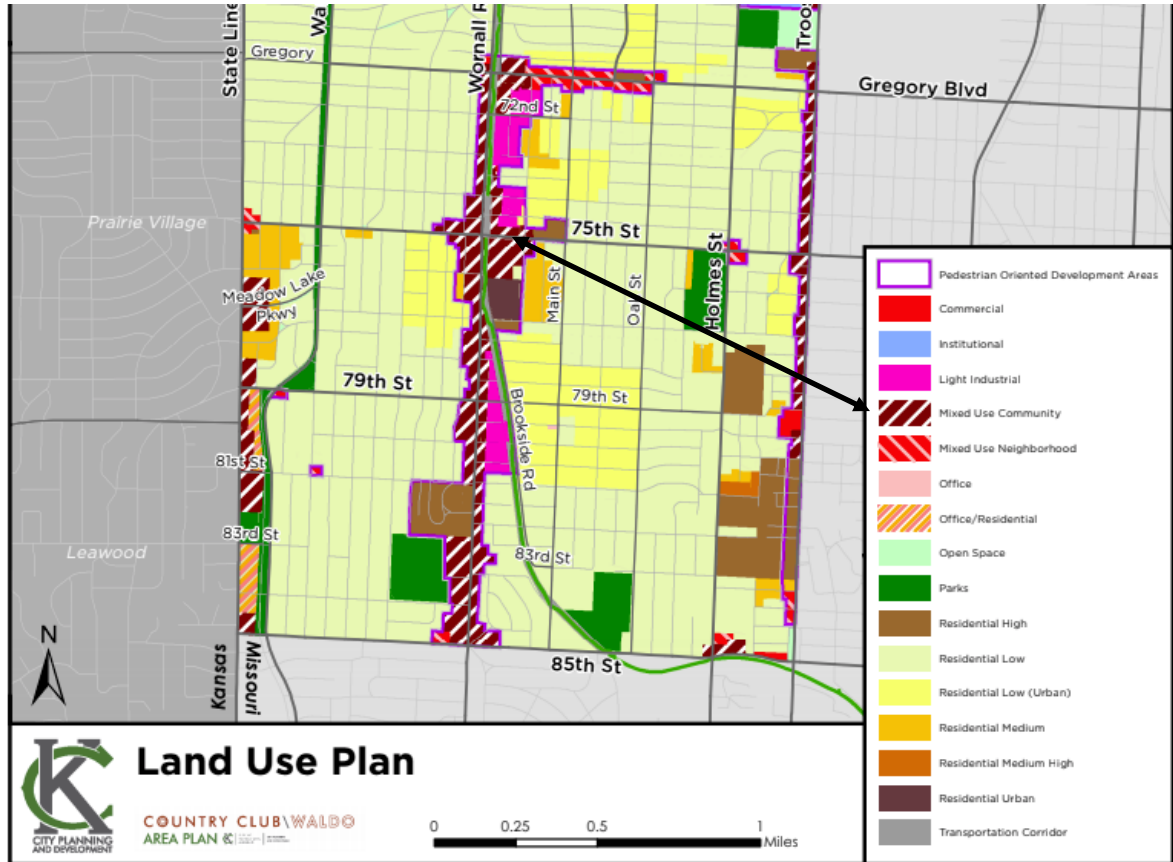 State Line
Wa
Wornall R
Troos
Gregory
Gregory Blvd
72nd St
Prairie Village
75th St
Meadow Lake
Pkwy
Main St
Oak St
Holmes St
79th St
79th St
Brookside Rd
81st St
83rd St
Leawood
83rd St
N
Kansas
Missouri
85th St
Pedestrian Oriented Development Areas
Commercial
Institutional
Light Industrial
Mixed Use Community
Mixed Use Neighborhood
Office
Office/Residential
Open Space
Parks
Residential High
Residential Low
Residential Low (Urban)
Residential Medium
Residential Medium High
Residential Urban
Transportation Corridor
KC
CITY PLANNING
AND DEVELOPMENT
Land Use Plan
COUNTRY CLUB\WALDO
AREA PLAN KC
0 0.25 0.5 1
Miles